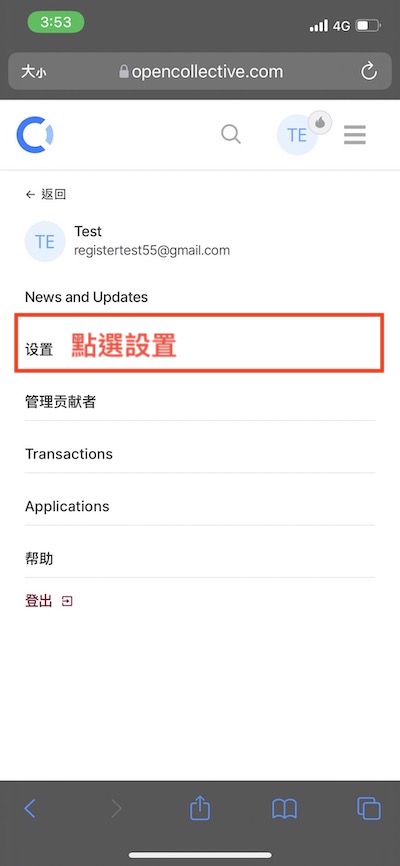 3:53
4G
大小
opencollective.com
TE
← 返回
TE
Test
registertest55@gmail.com
News and Updates
设置 點選設置
管理贡献者
Transactions
Applications
帮助
登出